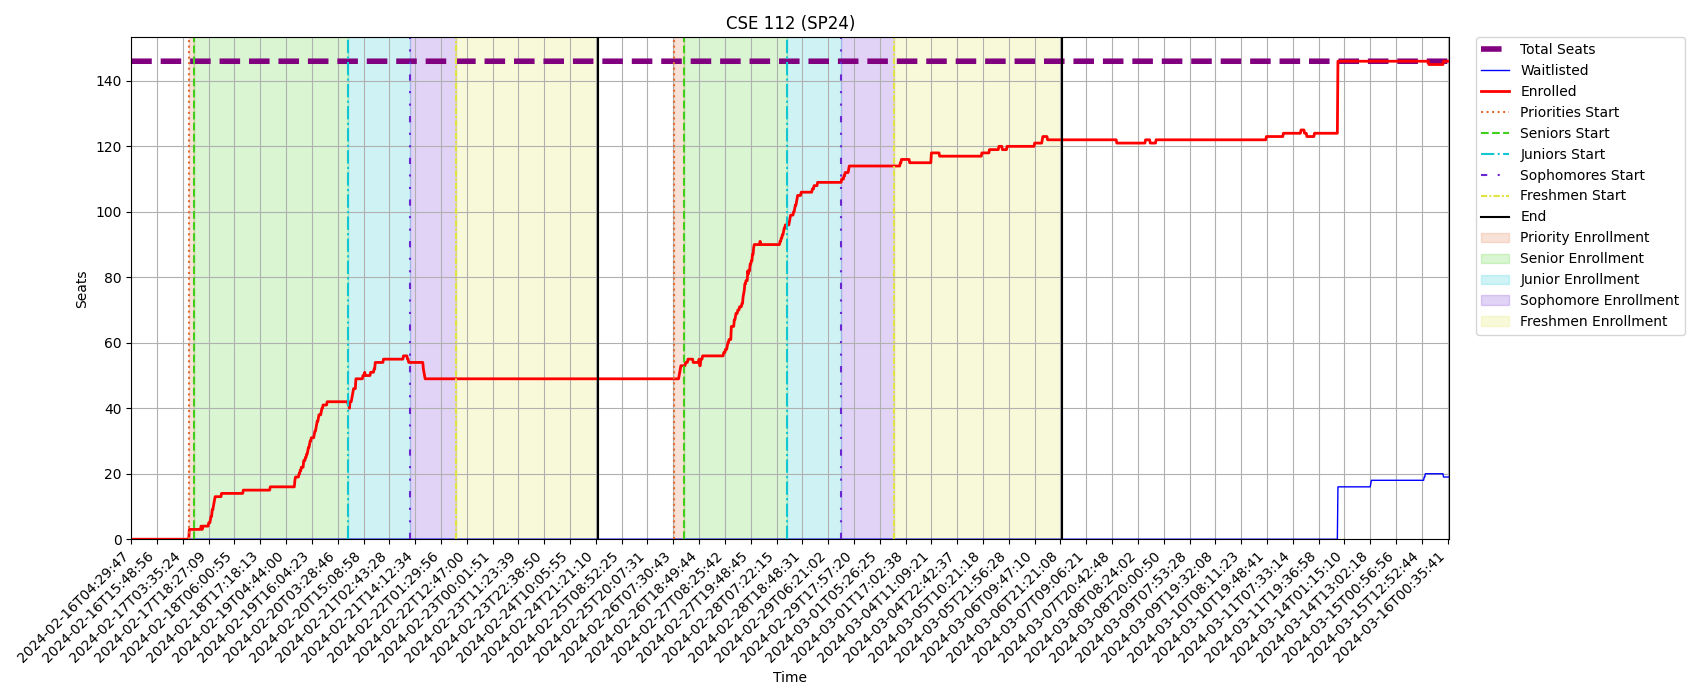 CSE 112 (SP24)
Seats
140
120
100
80
60
40
20
0
2024-02-16T04:29:47
2024-02-16T15:48:56
2024-02-17T03:35:24
2024-02-17T18:27:09
2024-02-18T06:00:55
2024-02-18T17:18:13
2024-02-19T04:44:00
2024-02-19T16:04:23
2024-02-20T03:28:46
2024-02-20T15:08:58
2024-02-21T02:43:28
2024-02-21T14:12:34
2024-02-22T01:29:56
2024-02-22T12:47:00
2024-02-23T00:01:51
2024-02-23T11:23:39
2024-02-23T22:38:50
2024-02-24T10:05:55
2024-02-24T21:21:10
2024-02-25T08:52:25
2024-02-25T20:07:31
2024-02-26T07:30:43
2024-02-26T18:49:44
2024-02-27T08:25:42
2024-02-27T19:48:45
2024-02-28T07:22:15
2024-02-28T18:48:31
2024-02-29T06:21:02
2024-02-29T17:57:20
2024-03-01T05:26:25
2024-03-01T17:02:38
2024-03-04T11:09:21
2024-03-04T22:42:37
2024-03-05T10:21:18
2024-03-05T21:56:28
2024-03-06T09:47:10
2024-03-06T21:21:08
2024-03-07T09:06:21
2024-03-07T20:42:48
2024-03-08T08:24:02
2024-03-08T20:00:50
2024-03-09T07:53:28
2024-03-09T19:32:08
2024-03-10T08:11:23
2024-03-10T19:48:41
2024-03-11T07:33:14
2024-03-11T19:36:58
2024-03-14T01:15:10
2024-03-14T13:02:18
2024-03-15T00:56:56
2024-03-15T12:52:44
2024-03-16T00:35:41
Time
Total Seats
Waitlisted
Enrolled
Priorities Start
Seniors Start
Juniors Start
Sophomores Start
Freshmen Start
End
Priority Enrollment
Senior Enrollment
Junior Enrollment
Sophomore Enrollment
Freshmen Enrollment